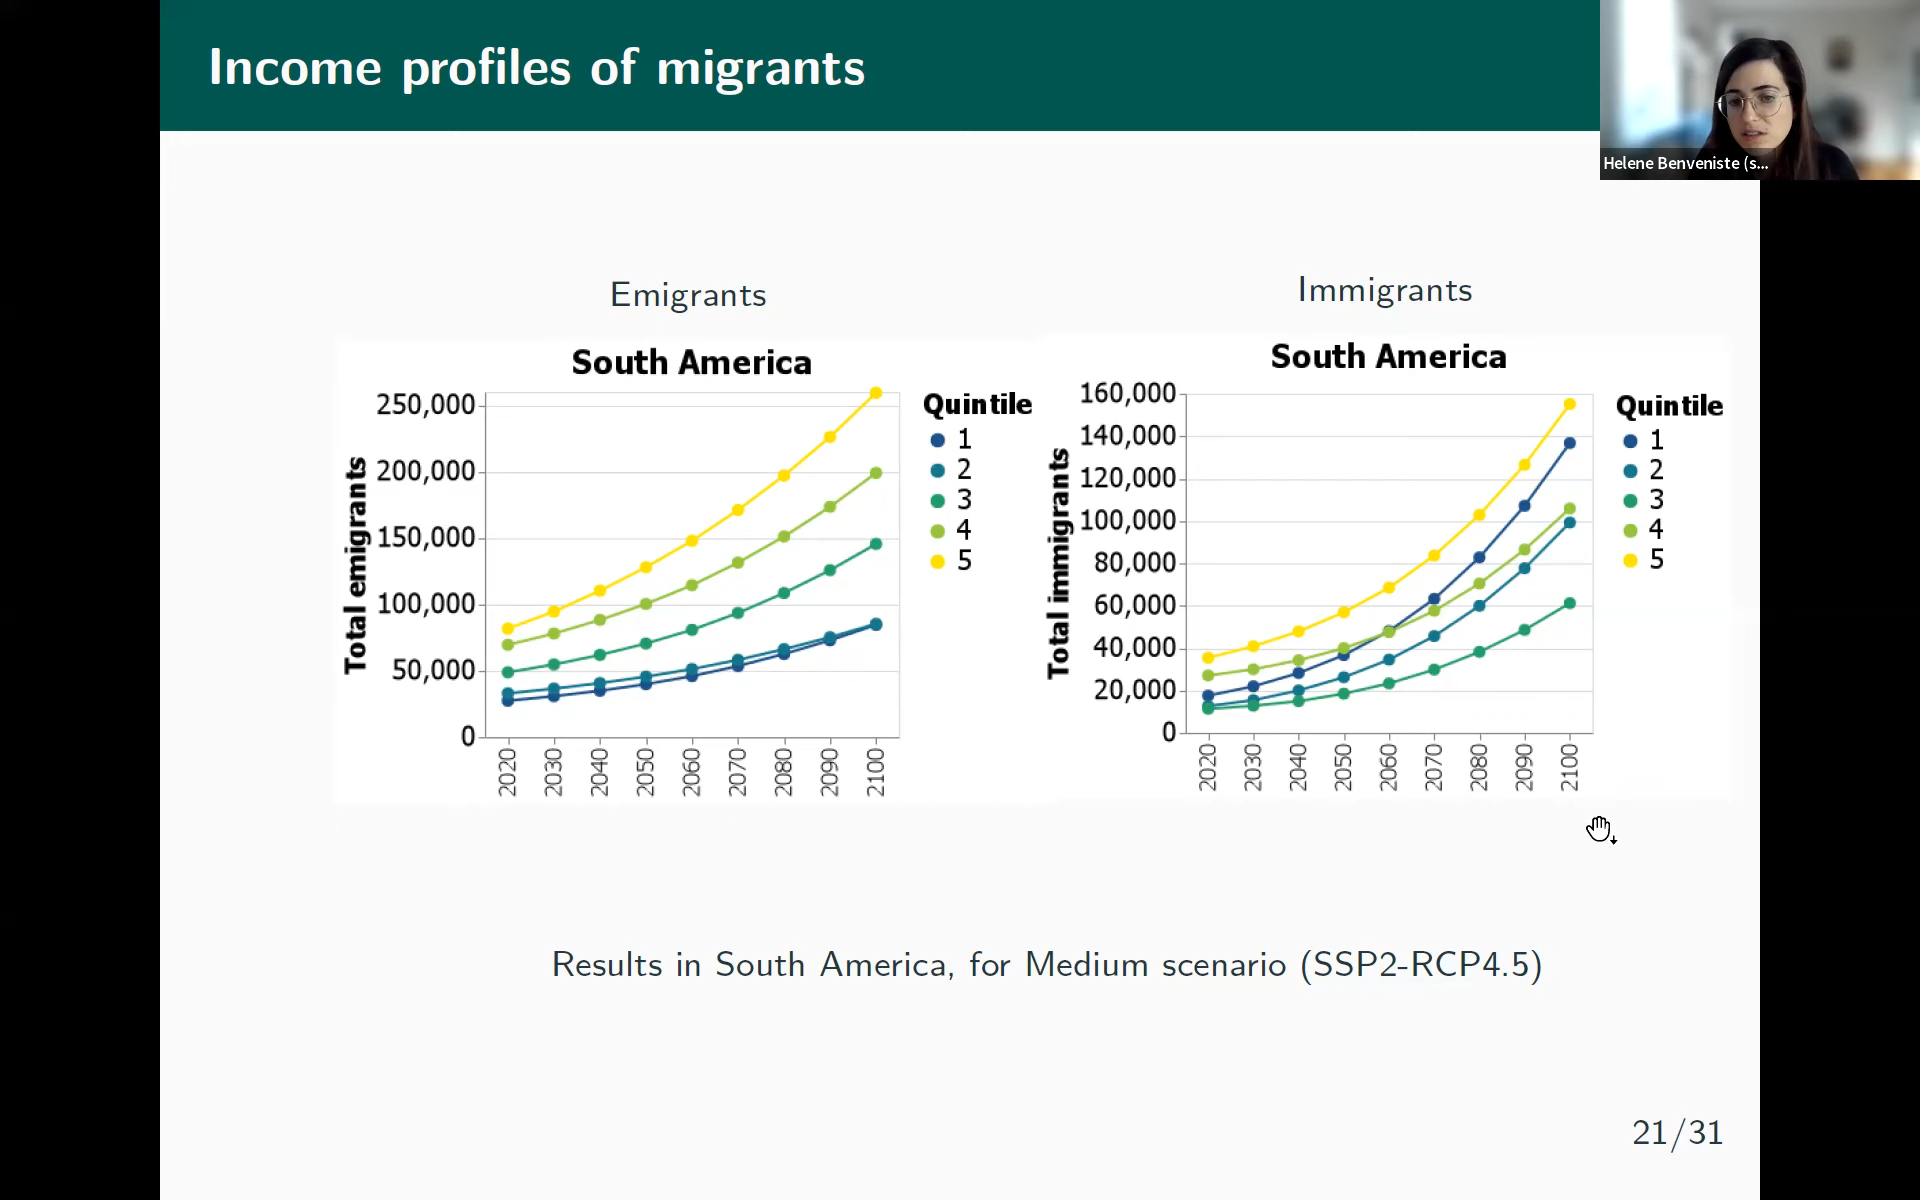 Income profiles of migrants
Helene Benveniste (s...
Emigrants
South America
Total emigrants
250,000
200,000
150,000
100,000
50,000
0
2020 2030 2040 2050 2060 2070 2080 2090 2100
Quintile
1
2
3
4
5
Immigrants
South America
Total immigrants
160,000
140,000
120,000
100,000
80,000
60,000
40,000
20,000
0
2020 2030 2040 2050 2060 2070 2080 2090 2100
Quintile
1
2
3
4
5
Results in South America, for Medium scenario (SSP2-RCP4.5)
21/31